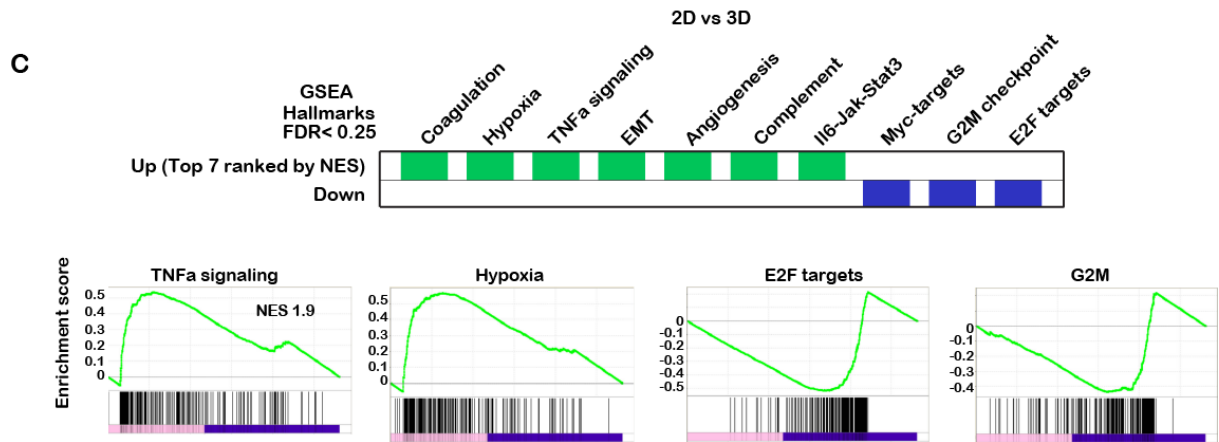 2D vs 3D
C
GSEA
Hallmarks
FDR< 0.25
Coagulation
Hypoxia
TNFa signaling
EMT
Angiogenesis
Complement
Il6-Jak-Stat3
Myc-targets
G2M checkpoint
E2F targets
Up (Top 7 ranked by NES)
Down
Enrichment score
TNFa signaling
0.5
0.4
0.3
0.2
0.1
0
NES 1.9
Hypoxia
0.5
0.4
0.3
0.2
0.1
0
E2F targets
0
-0.1
-0.2
-0.3
-0.4
-0.5
G2M
0
-0.1
-0.2
-0.3
-0.4